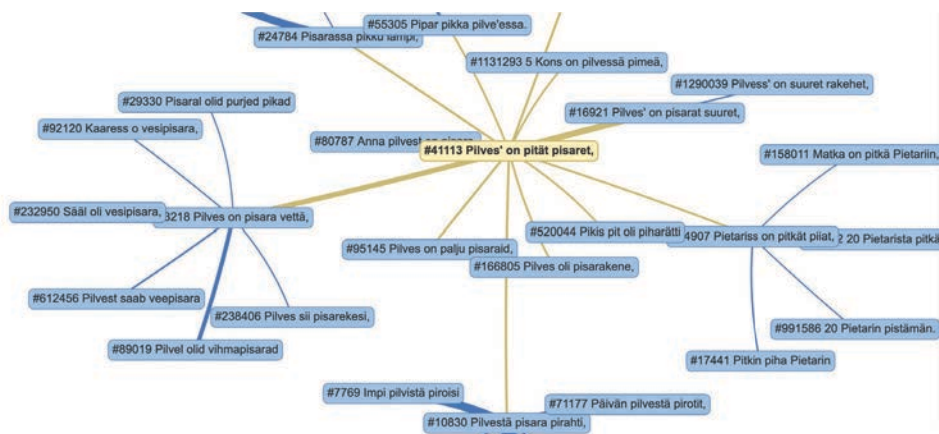 #55305 Pipar pikka pilve'essa.
#24784 Pisarassa pikku lampi,
#1131293 5 Kons on pilvessä pimeä,
#1290039 Pilvess' on suuret rakehet,
#29330 Pisaral olid purjed pikad
#16921 Pilves' on pisarat suuret,
#92120 Kaaress o vesipisara,
#80787 Anna pilvest
#41113 Pilves' on pität pisaret,
#158011 Matka on pitkä Pietariin,
#232950 Sääl oli vesipisara,
3218 Pilves on pisara vettä,
#520044 Pikis pit oli piharätti
4907 Pietariss on pitkät piiat,
2 20 Pietarista pitkä
#95145 Pilves on palju pisaraid,
#166805 Pilves oli pisarakene,
#612456 Pilvest saab veepisara
#238406 Pilves sii pisarekesi,
#991586 20 Pietarin pistämän.
#89019 Pilvel olid vihmapisarad
#17441 Pitkin piha Pietarin
#7769 Impi pilvistä piroisi
#71177 Päivän pilvestä pirotit,
#10830 Pilvestä pisara pirahti,